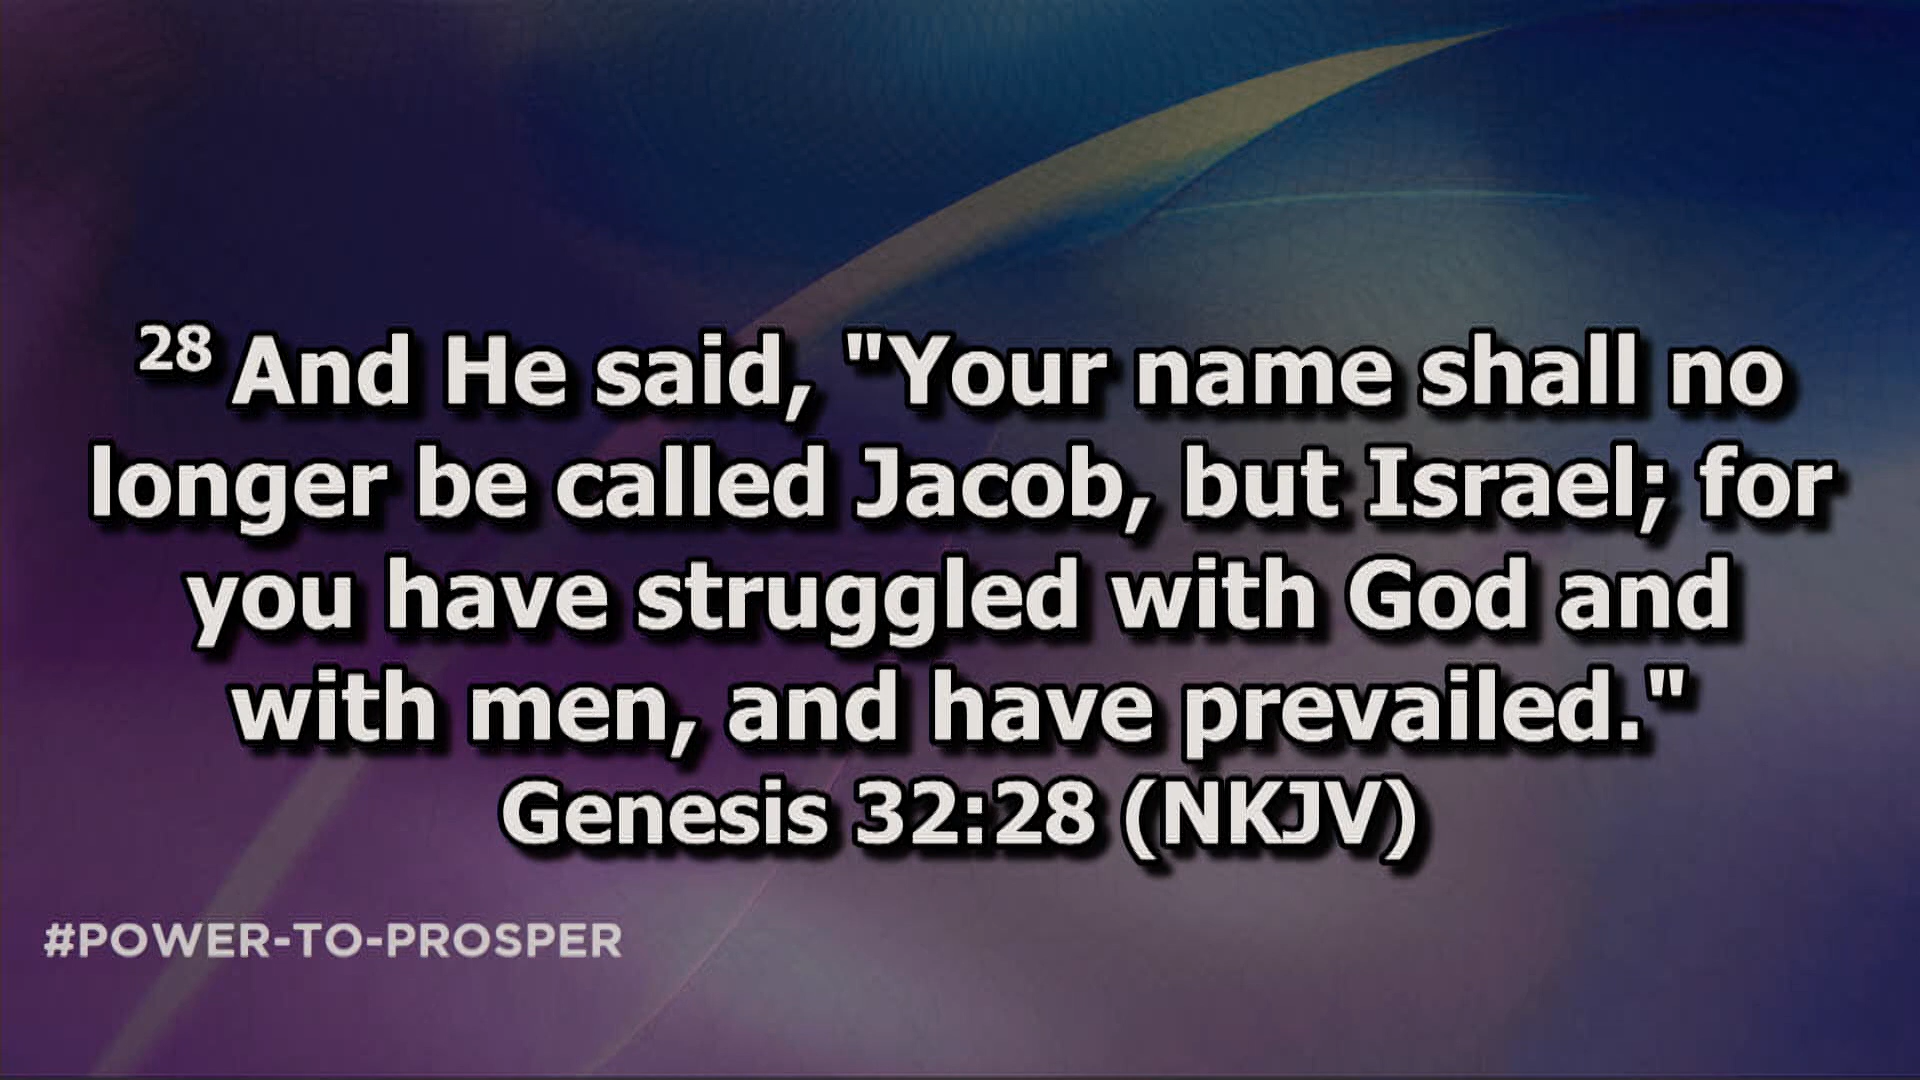 28 And He said, "Your name shall no
longer be called Jacob, but Israel; for
you have struggled with God and
with men, and have prevailed."
Genesis 32:28 (NKJV)
#POWER-TO-PROSPER